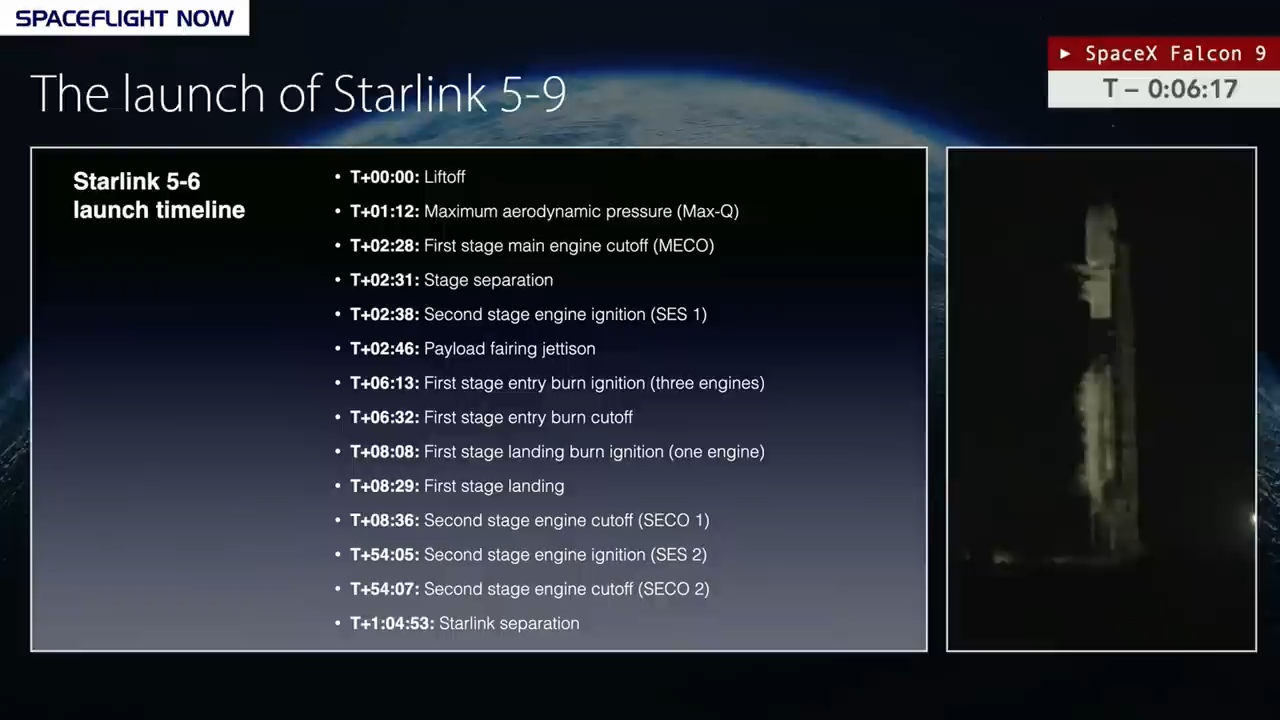 SPACEFLIGHT NOW
► SpaceX Falcon 9
T – 0:06:17
The launch of Starlink 5-9
Starlink 5-6
launch timeline
• T+00:00: Liftoff
• T+01:12: Maximum aerodynamic pressure (Max-Q)
• T+02:28: First stage main engine cutoff (MECO)
• T+02:31: Stage separation
• T+02:38: Second stage engine ignition (SES 1)
• T+02:46: Payload fairing jettison
• T+06:13: First stage entry burn ignition (three engines)
• T+06:32: First stage entry burn cutoff
• T+08:08: First stage landing burn ignition (one engine)
• T+08:29: First stage landing
• T+08:36: Second stage engine cutoff (SECO 1)
• T+54:05: Second stage engine ignition (SES 2)
• T+54:07: Second stage engine cutoff (SECO 2)
• T+1:04:53: Starlink separation